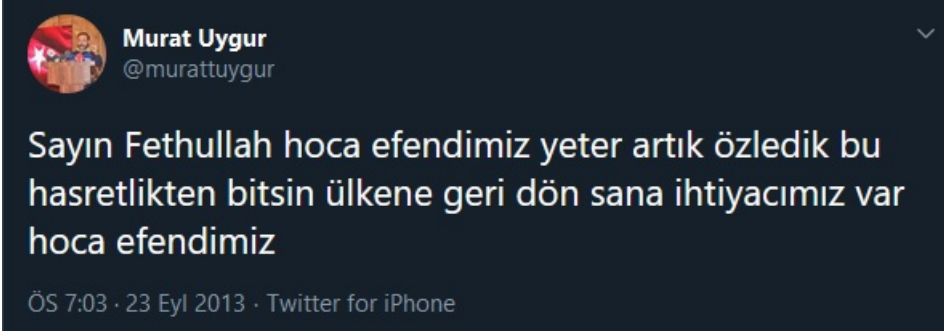 Murat Uygur
@murattuygur
Sayın Fethullah hoca efendimiz yeter artık özledik bu
hasretlikten bitsin ülkene geri dön sana ihtiyacımız var
hoca efendimiz
ÖS 7:03 · 23 Eyl 2013 · Twitter for iPhone